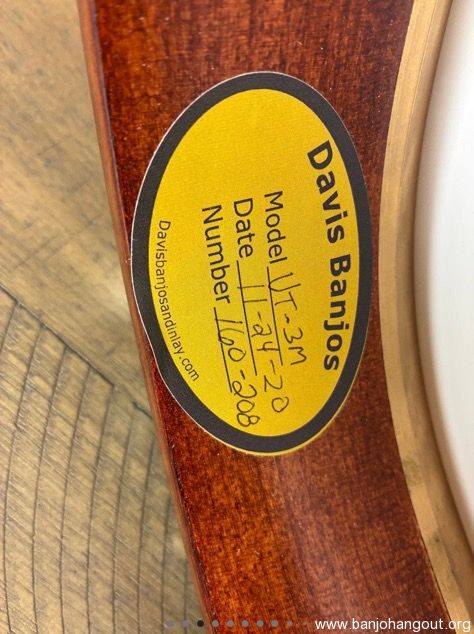 Davis Banjos
Model VT-3M
Date 11-24-20
Number 160-208
Davisbanjosandinlay.com
www.banjohangout.org